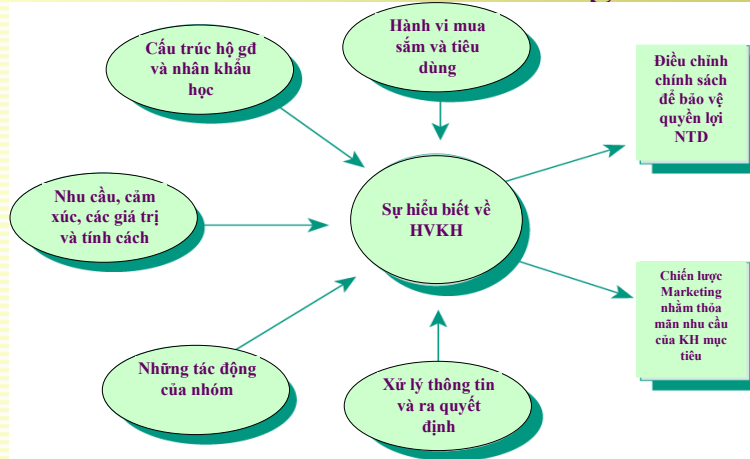 Cấu trúc hộ gđ
và nhân khẩu
học
Hành vi mua
sắm và tiêu
dùng
Điều chỉnh
chính sách
để bảo vệ
quyền lợi
NTD
Nhu cầu, cảm
xúc, các giá trị
và tính cách
Sự hiểu biết về
HVKH
Chiến lược
Marketing
nhằm thỏa
mãn nhu cầu
của KH mục
tiêu
Những tác động
của nhóm
Xử lý thông tin
và ra quyết
định